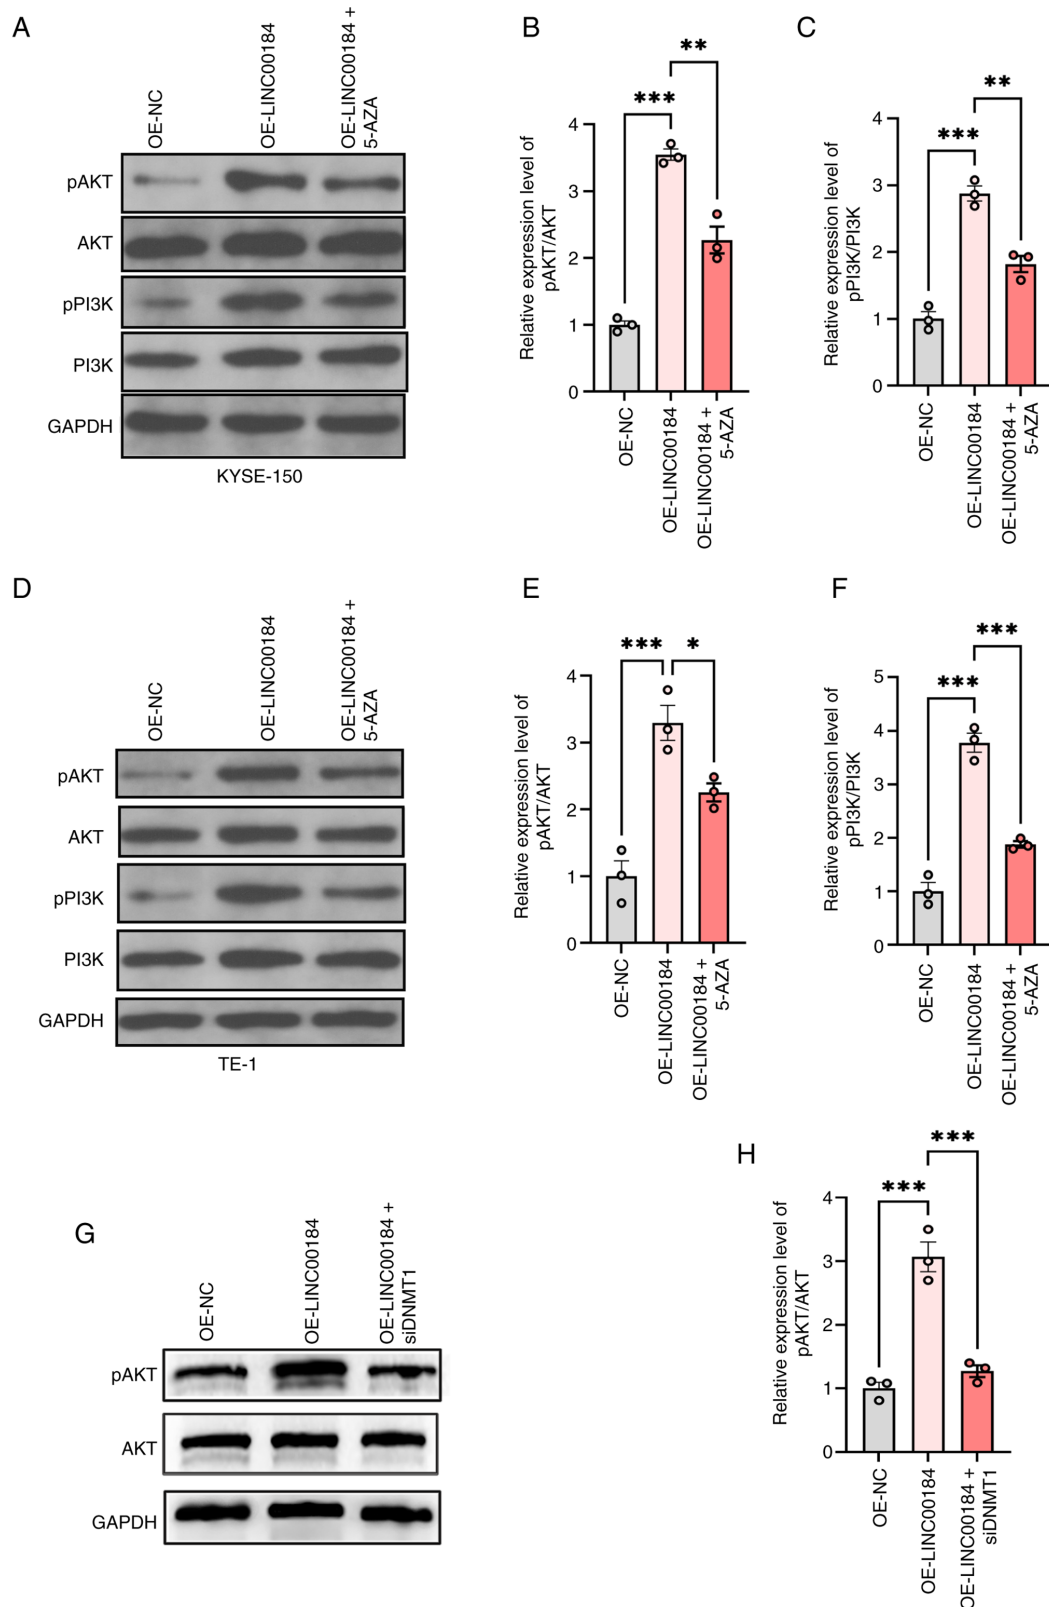 A
OE-NC
OE-LINC00184
OE-LINC00184 +
5-AZA
pAKT
AKT
pPI3K
PI3K
GAPDH
KYSE-150
B
Relative expression level of
pAKT/AKT
4
3
2
1
0
***
**
OE-NC
OE-LINC00184
OE-LINC00184 +
5-AZA
C
Relative expression level of
pPI3K/PI3K
4
3
2
1
0
***
**
OE-NC
OE-LINC00184
OE-LINC00184 +
5-AZA
D
OE-NC
OE-LINC00184
OE-LINC00184 +
5-AZA
pAKT
AKT
pPI3K
PI3K
GAPDH
TE-1
E
Relative expression level of
pAKT/AKT
4
3
2
1
0
***
*
OE-NC
OE-LINC00184
OE-LINC00184 +
5-AZA
F
Relative expression level of
pPI3K/PI3K
5
4
3
2
1
0
***
***
OE-NC
OE-LINC00184
OE-LINC00184 +
5-AZA
G
OE-NC
OE-LINC00184
OE-LINC00184 +
siDNMT1
pAKT
AKT
GAPDH
H
Relative expression level of
pAKT/AKT
4
3
2
1
0
***
***
OE-NC
OE-LINC00184
OE-LINC00184 +
siDNMT1